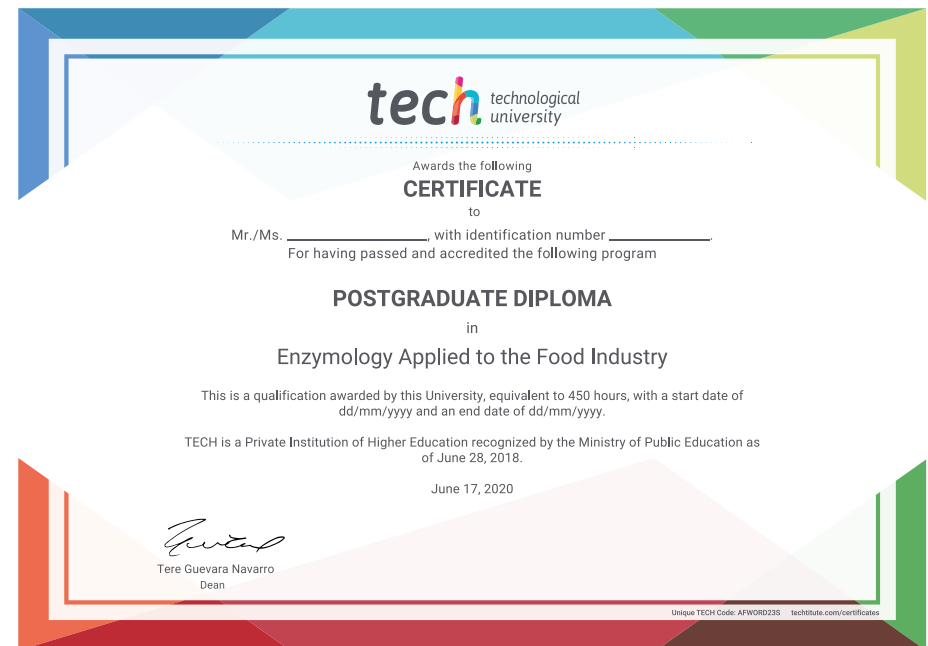 tech technological
university
Awards the following
CERTIFICATE
to
Mr./Ms. ____________________, with identification number ______________.
For having passed and accredited the following program
POSTGRADUATE DIPLOMA
in
Enzymology Applied to the Food Industry
This is a qualification awarded by this University, equivalent to 450 hours, with a start date of
dd/mm/yyyy and an end date of dd/mm/yyyy.
TECH is a Private Institution of Higher Education recognized by the Ministry of Public Education as
of June 28, 2018.
June 17, 2020
Tere Guevara Navarro
Dean
Unique TECH Code: AFWORD23S techtitute.com/certificates